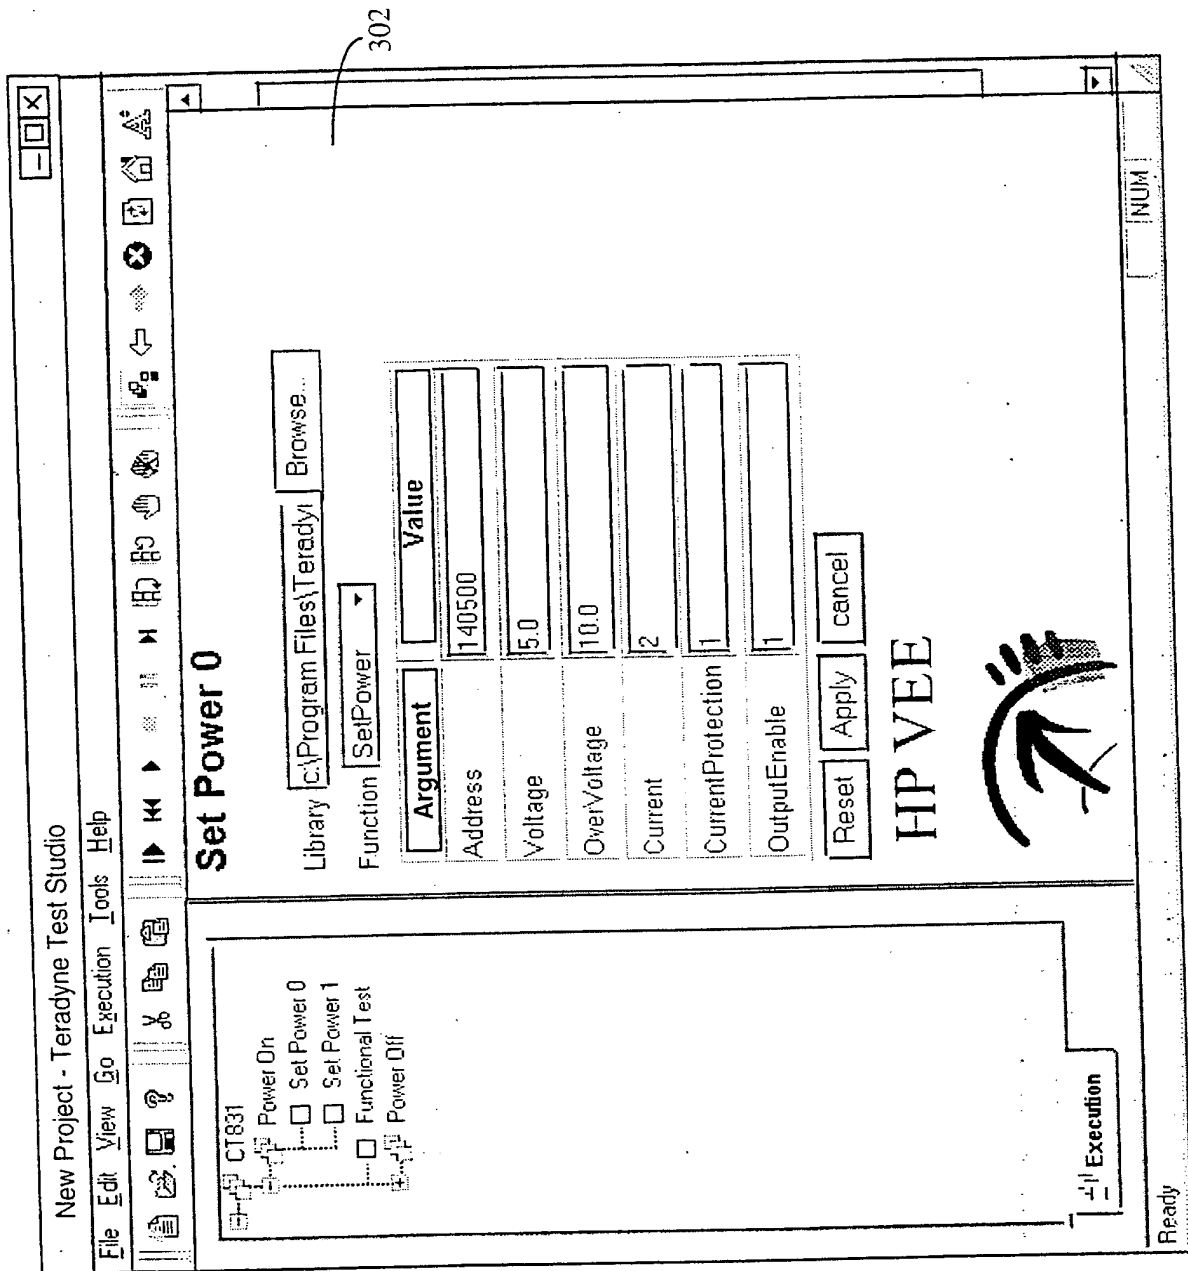 New Project - Teradyne Test Studio
File Edit View Go Execution Tools Help
CT831
Power On
Set Power 0
Set Power 1
Functional Test
Power Off
Execution
Set Power 0
Library c:\Program Files\Teradyn Browse...
Function SetPower
Argument Value
Address 140500
Voltage 5.0
OverVoltage 10.0
Current 2
CurrentProtection 1
OutputEnable 1
Reset Apply cancel
HP VEE
Ready NUM
302